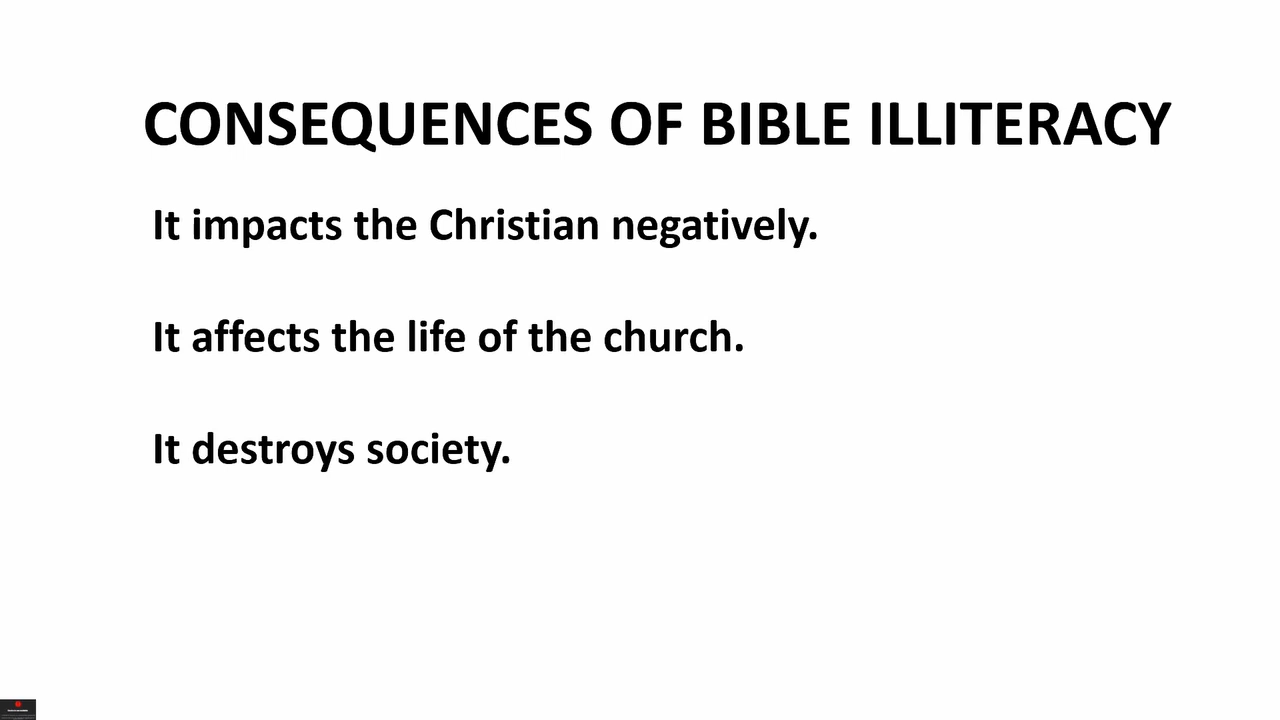 CONSEQUENCES OF BIBLE ILLITERACY
It impacts the Christian negatively.
It affects the life of the church.
It destroys society.